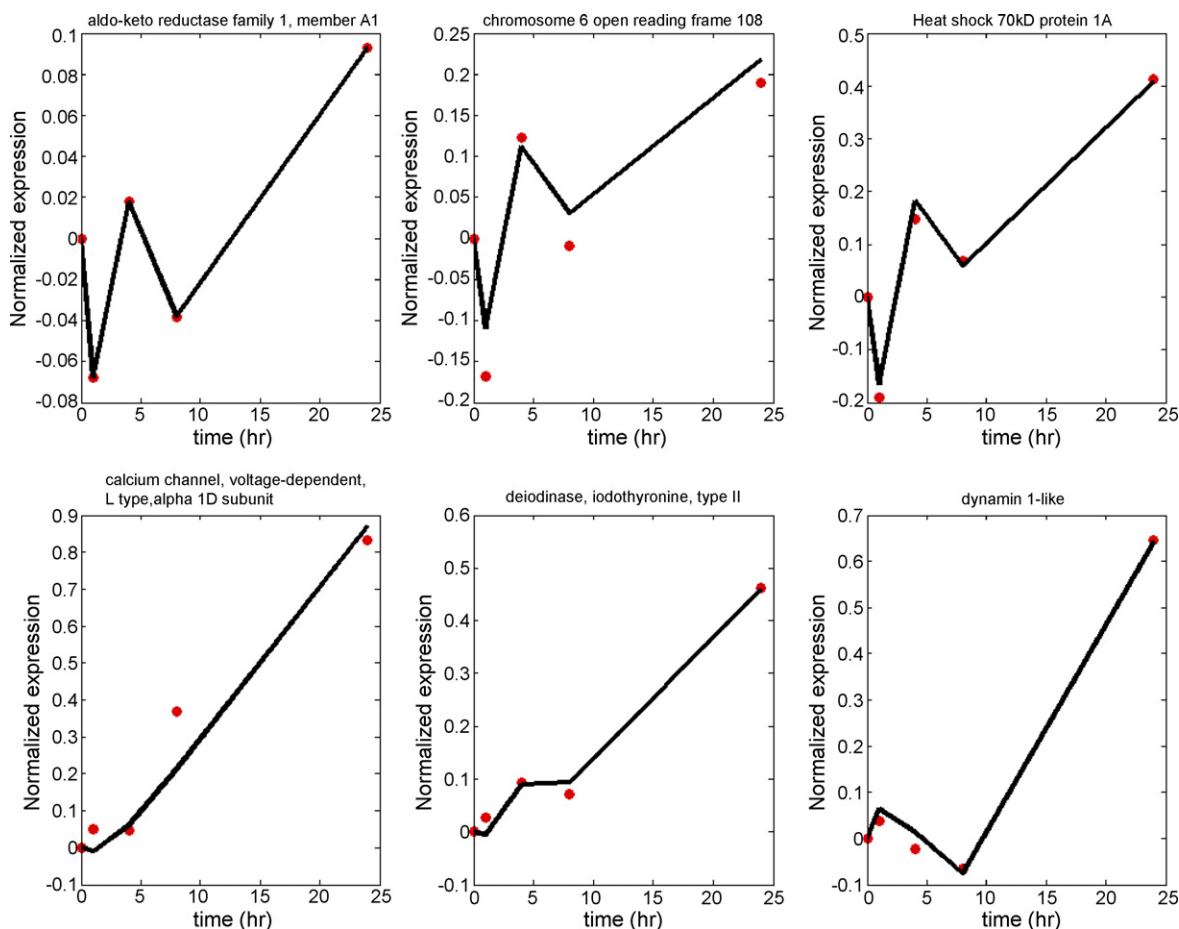 aldo-keto reductase family 1, member A1
0.1
0.08
0.06
0.04
0.02
0
-0.02
-0.04
-0.06
-0.08
Normalized expression
0 5 10 15 20 25
time (hr)
chromosome 6 open reading frame 108
0.25
0.2
0.15
0.1
0.05
0
-0.05
-0.1
-0.15
-0.2
Normalized expression
0 5 10 15 20 25
time (hr)
Heat shock 70kD protein 1A
0.5
0.4
0.3
0.2
0.1
0
-0.1
-0.2
Normalized expression
0 5 10 15 20 25
time (hr)
calcium channel, voltage-dependent,
L type,alpha 1D subunit
0.9
0.8
0.7
0.6
0.5
0.4
0.3
0.2
0.1
0
-0.1
Normalized expression
0 5 10 15 20 25
time (hr)
deiodinase, iodothyronine, type II
0.6
0.5
0.4
0.3
0.2
0.1
0
-0.1
Normalized expression
0 5 10 15 20 25
time (hr)
dynamin 1-like
0.7
0.6
0.5
0.4
0.3
0.2
0.1
0
-0.1
Normalized expression
0 5 10 15 20 25
time (hr)